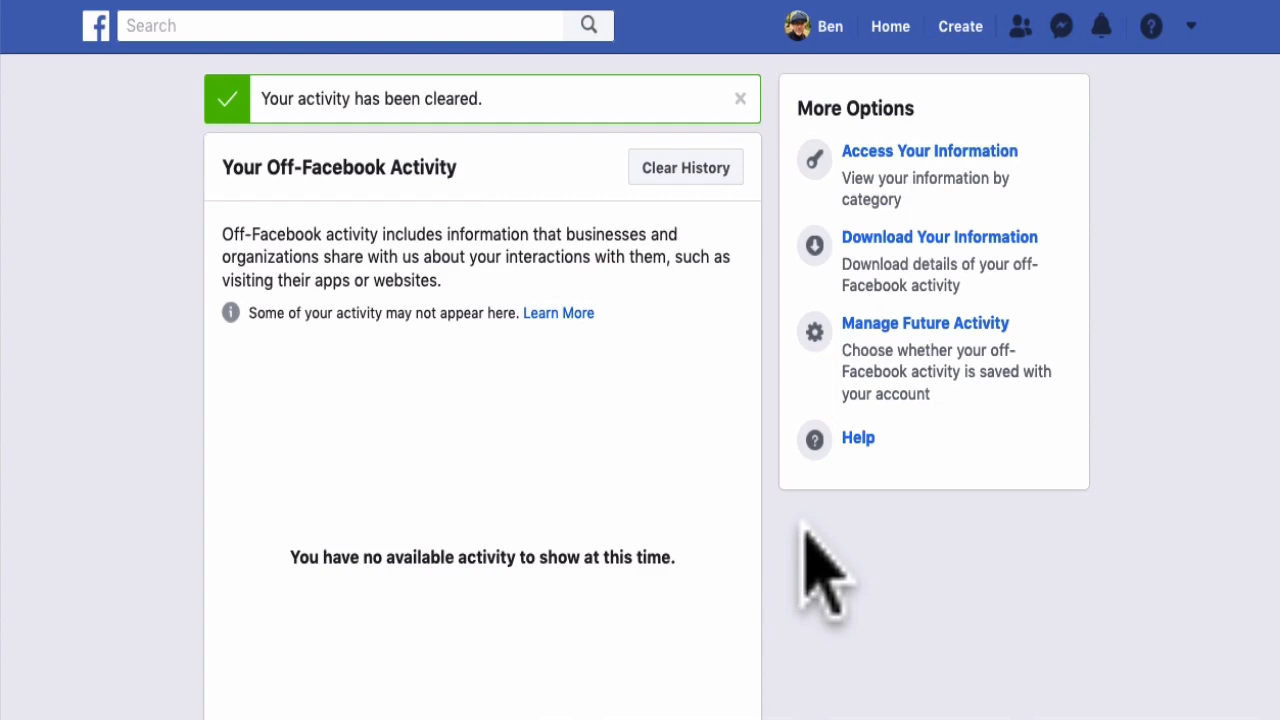 Search
Ben
Home
Create
Your activity has been cleared.
Your Off-Facebook Activity
Clear History
Off-Facebook activity includes information that businesses and
organizations share with us about your interactions with them, such as
visiting their apps or websites.
Some of your activity may not appear here. Learn More
You have no available activity to show at this time.
More Options
Access Your Information
View your information by
category
Download Your Information
Download details of your off-
Facebook activity
Manage Future Activity
Choose whether your off-
Facebook activity is saved with
your account
Help